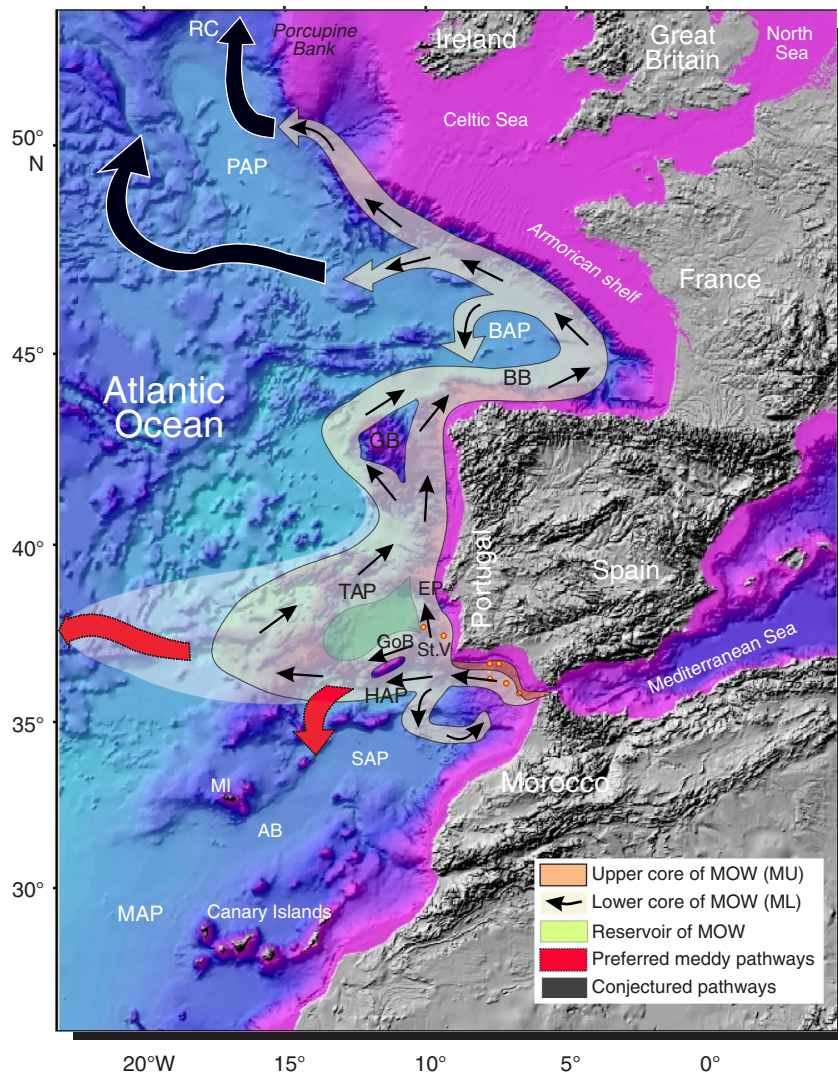 RC
Porcupine
Bank
Ireland
Great
Britain
North
Sea
Celtic Sea
50°
N
PAP
Armorican shelf
France
BAP
45°
BB
Atlantic
Ocean
GB
40°
Portugal
Spain
TAP
EP
GoB
St.V
Mediterranean Sea
HAP
35°
SAP
MI
Morocco
AB
30°
MAP
Canary Islands
Upper core of MOW (MU)
Lower core of MOW (ML)
Reservoir of MOW
Preferred meddy pathways
Conjectured pathways
20°W
15°
10°
5°
0°